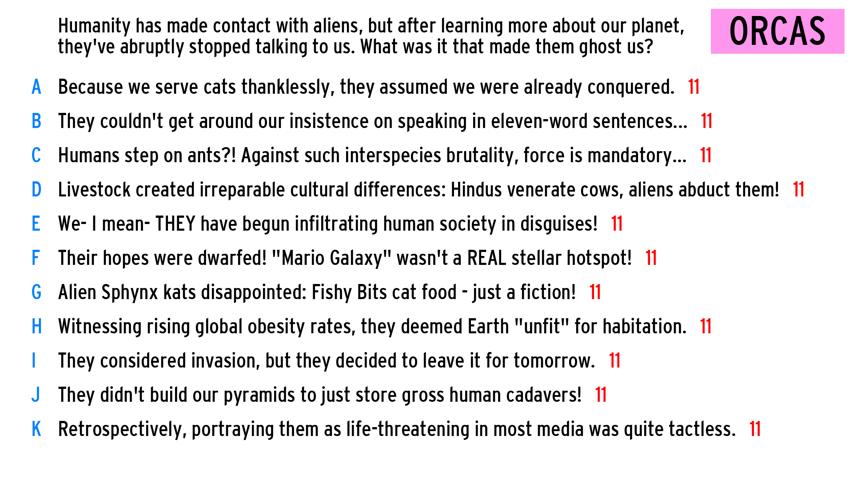 Humanity has made contact with aliens, but after learning more about our planet,
they've abruptly stopped talking to us. What was it that made them ghost us?
ORCAS
A Because we serve cats thanklessly, they assumed we were already conquered. 11
B They couldn't get around our insistence on speaking in eleven-word sentences... 11
C Humans step on ants?! Against such interspecies brutality, force is mandatory... 11
D Livestock created irreparable cultural differences: Hindus venerate cows, aliens abduct them! 11
E We- I mean- THEY have begun infiltrating human society in disguises! 11
F Their hopes were dwarfed! "Mario Galaxy" wasn't a REAL stellar hotspot! 11
G Alien Sphynx kats disappointed: Fishy Bits cat food - just a fiction! 11
H Witnessing rising global obesity rates, they deemed Earth "unfit" for habitation. 11
I They considered invasion, but they decided to leave it for tomorrow. 11
J They didn't build our pyramids to just store gross human cadavers! 11
K Retrospectively, portraying them as life-threatening in most media was quite tactless. 11